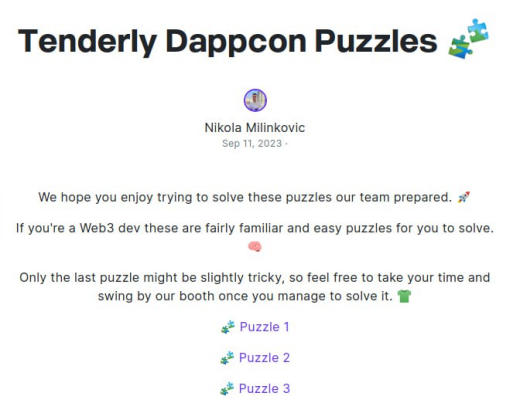 Tenderly Dappcon Puzzles 🧩
Nikola Milinkovic
Sep 11, 2023 ·
We hope you enjoy trying to solve these puzzles our team prepared. 🚀
If you're a Web3 dev these are fairly familiar and easy puzzles for you to solve.
🧠
Only the last puzzle might be slightly tricky, so feel free to take your time and
swing by our booth once you manage to solve it. 👕
🧩 Puzzle 1
🧩 Puzzle 2
🧩 Puzzle 3